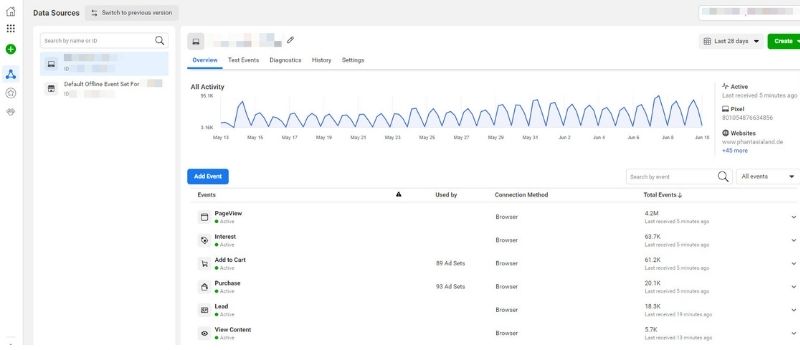 Data Sources
Switch to previous version
Last 28 days
Create
Search by name or ID
ID
Default Offline Event Set For
ID
Overview
Test Events
Diagnostics
History
Settings
All Activity
95.1K
3.16K
May 13
May 15
May 17
May 19
May 21
May 23
May 25
May 27
May 29
May 31
Jun 2
Jun 4
Jun 6
Jun 8
Jun 10
Active
Last received 5 minutes ago
Pixel
801054876634856
Websites
www.phantasialand.de
+45 more
Add Event
Search by event
All events
Events
Used by
Connection Method
Total Events
PageView
Active
Browser
4.2M
Last received 5 minutes ago
Interest
Active
Browser
63.7K
Last received 5 minutes ago
Add to Cart
Active
89 Ad Sets
Browser
61.2K
Last received 5 minutes ago
Purchase
Active
93 Ad Sets
Browser
20.1K
Last received 5 minutes ago
Lead
Active
Browser
18.3K
Last received 19 minutes ago
View Content
Active
Browser
5.7K
Last received 13 minutes ago